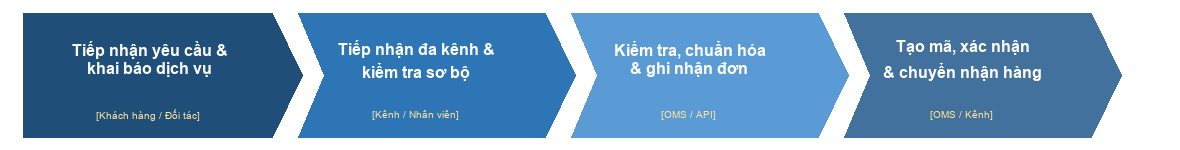 Tiếp nhận yêu cầu &
khai báo dịch vụ
[Khách hàng / Đối tác]
Tiếp nhận đa kênh &
kiểm tra sơ bộ
[Kênh / Nhân viên]
Kiểm tra, chuẩn hóa
& ghi nhận đơn
[OMS / API]
Tạo mã, xác nhận
& chuyển nhận hàng
[OMS / Kênh]